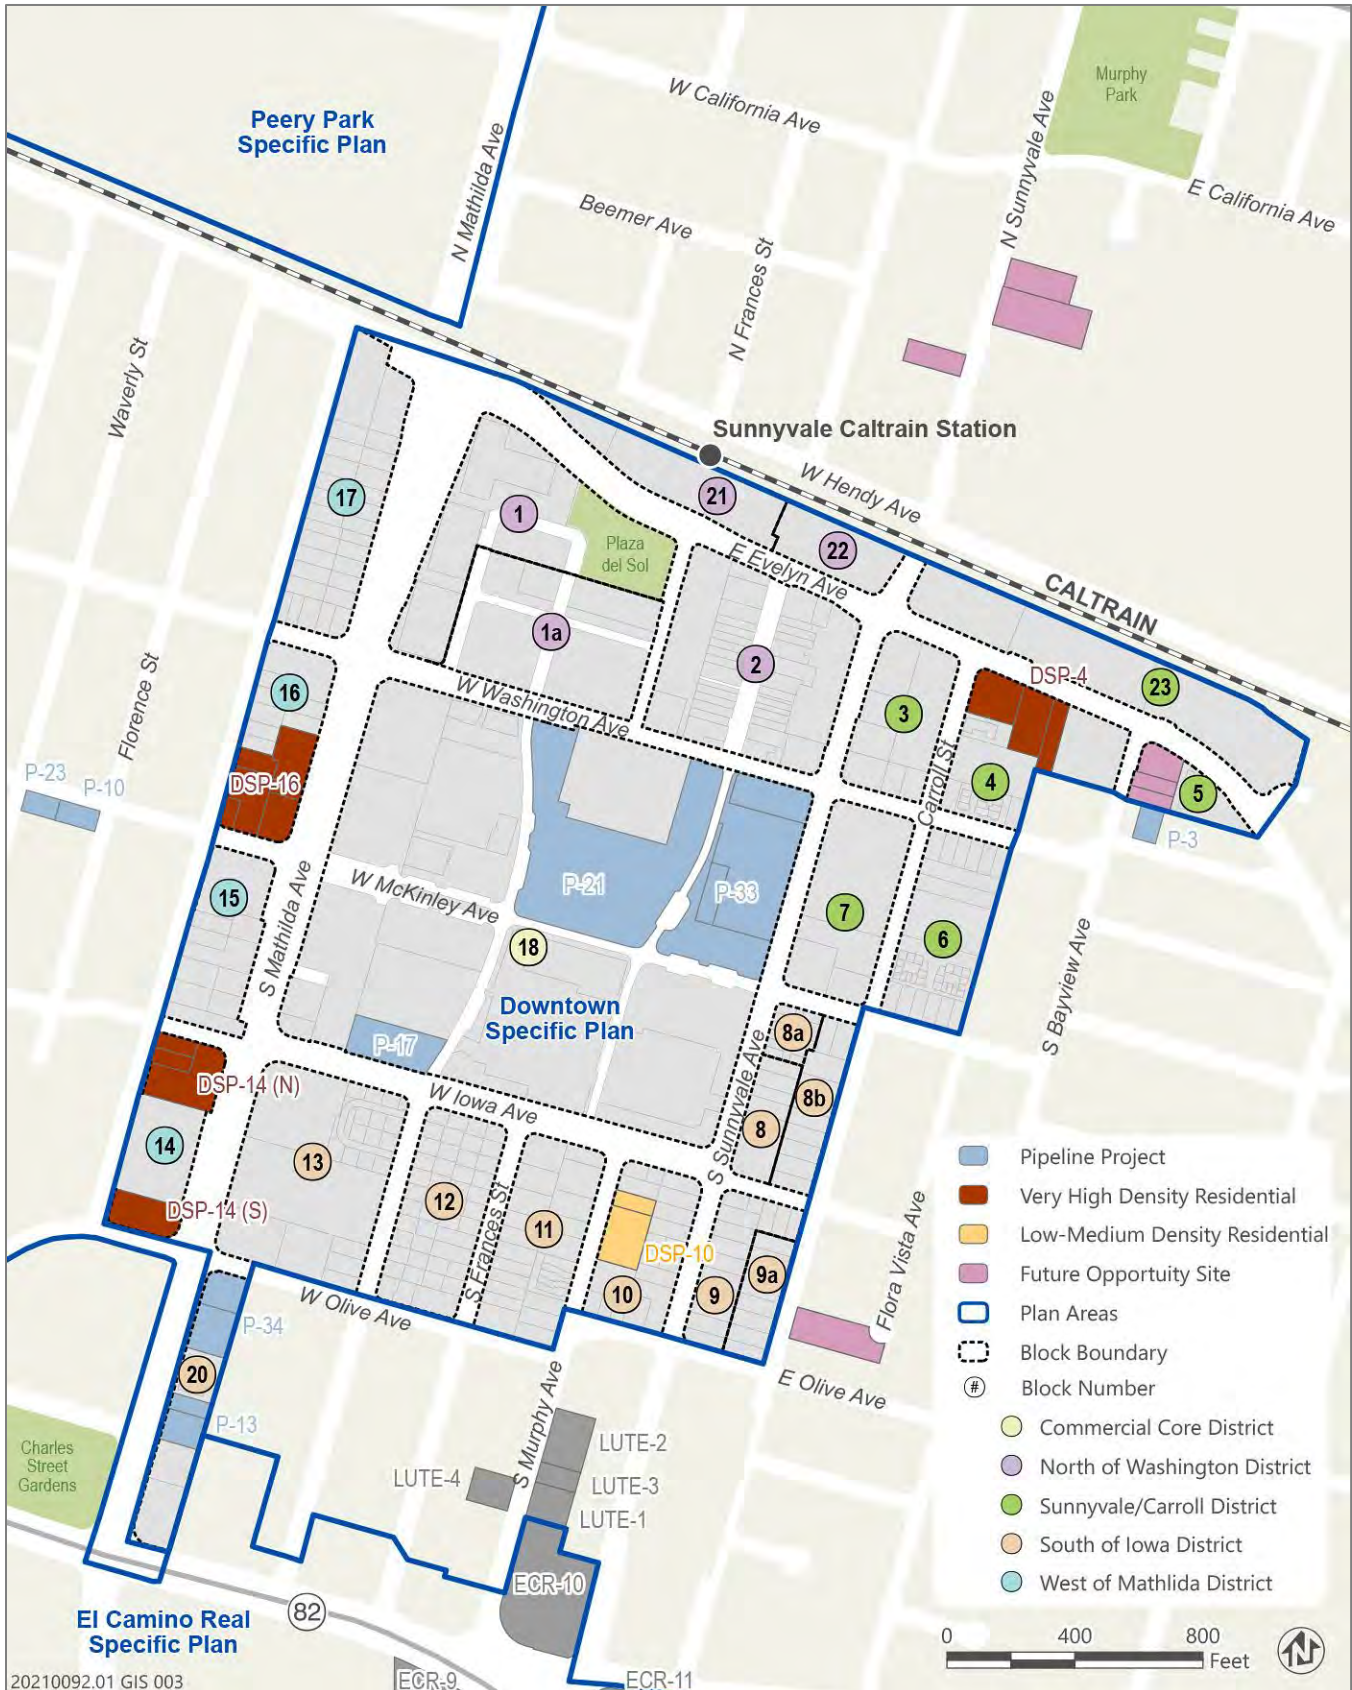 Murphy
Park
W California Ave
Peery Park
Specific Plan
N Mathilda Ave
N Sunnyvale Ave
E California Ave
Beemer Ave
N Frances St
Waverly St
Sunnyvale Caltrain Station
W Hendy Ave
17
21
1
22
Plaza
del Sol
E Evelyn Ave
CALTRAIN
1a
2
Florence St
16
W Washington Ave
3
DSP-4
23
P-23
P-10
DSP-16
Carroll St
4
5
P-3
15
W McKinley Ave
P-21
P-33
7
6
S Mathilda Ave
18
Downtown
Specific Plan
S Bayview Ave
P-17
8a
DSP-14 (N)
W Iowa Ave
S Sunnyvale Ave
8b
8
14
13
12
S Frances St
11
DSP-14 (S)
DSP-10
10
9
9a
Flora Vista Ave
W Olive Ave
P-34
20
E Olive Ave
P-13
S Murphy Ave
Charles
Street
Gardens
LUTE-2
LUTE-4
LUTE-3
LUTE-1
ECR-10
82
El Camino Real
Specific Plan
ECR-9
ECR-11
Pipeline Project
Very High Density Residential
Low-Medium Density Residential
Future Opportuity Site
Plan Areas
Block Boundary
# Block Number
Commercial Core District
North of Washington District
Sunnyvale/Carroll District
South of Iowa District
West of Mathlida District
0 400 800
Feet
N
20210092.01 GIS 003